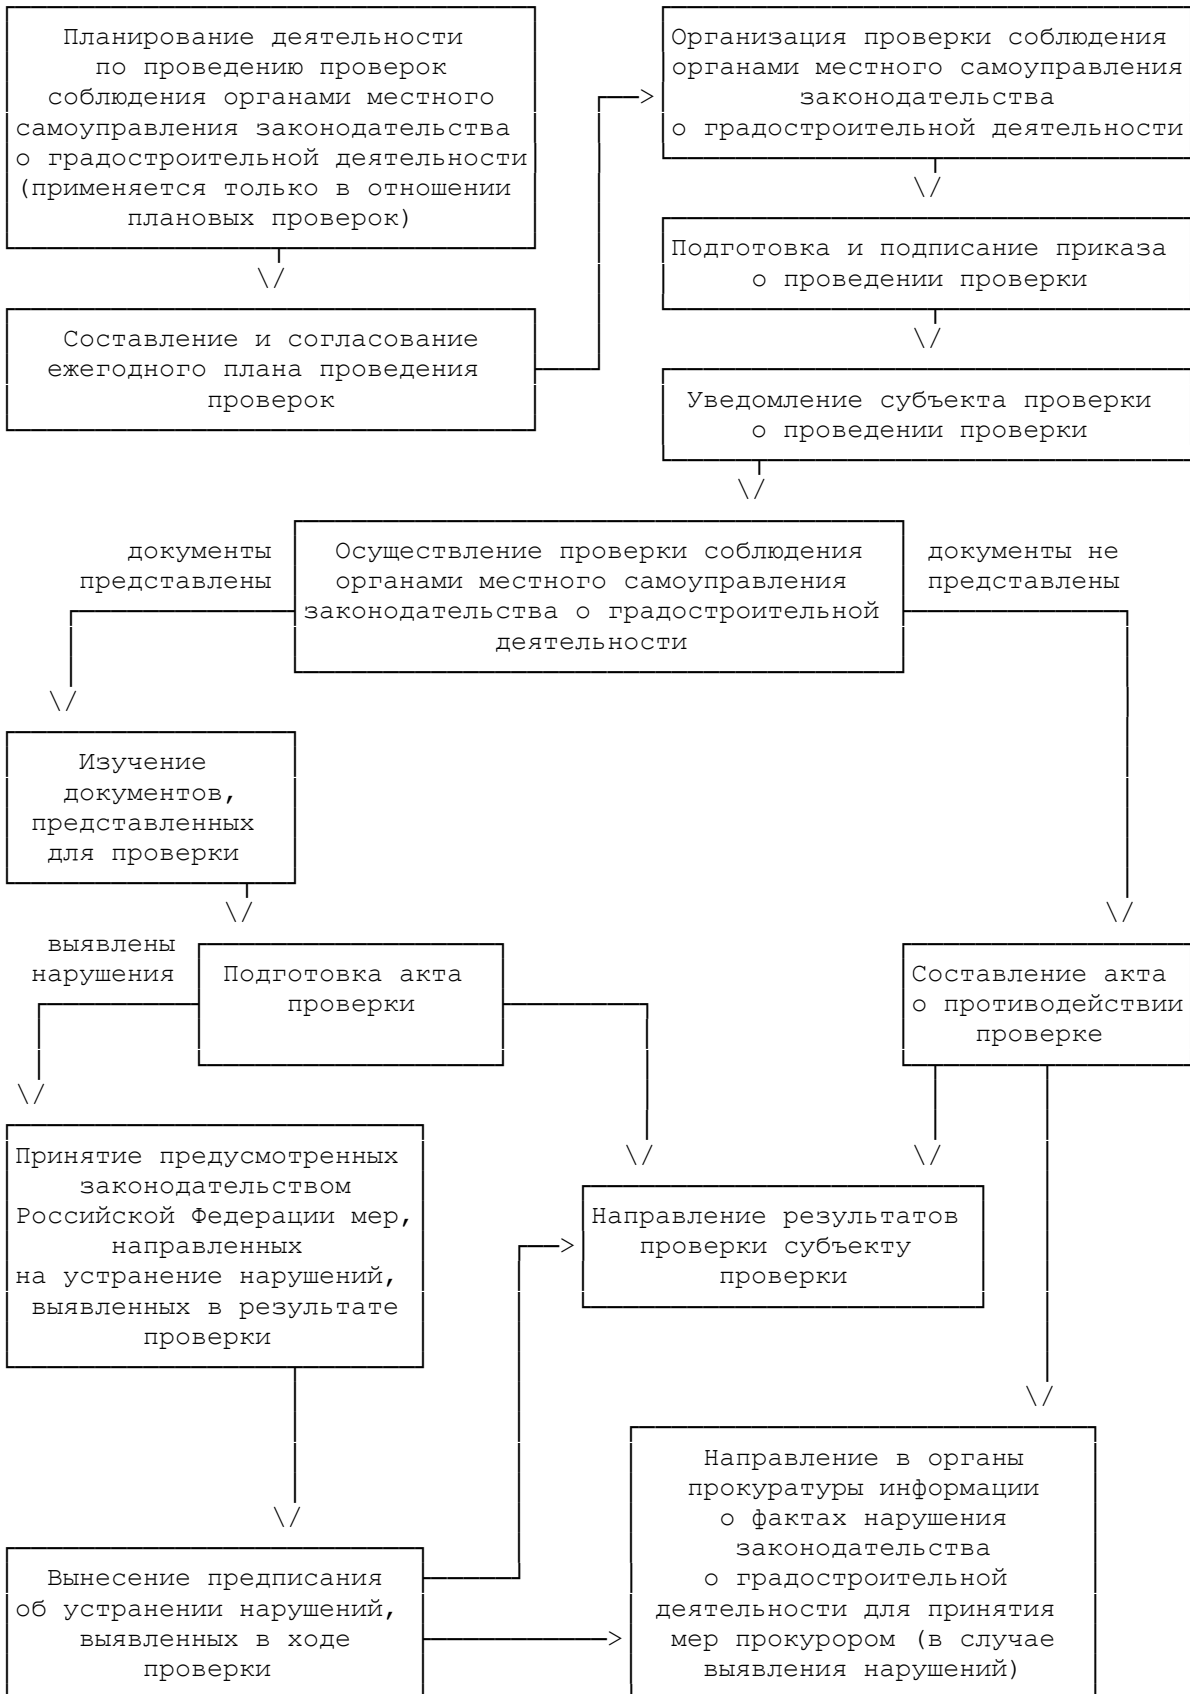 Планирование деятельности
по проведению проверок
соблюдения органами местного
самоуправления законодательства
о градостроительной деятельности
(применяется только в отношении
плановых проверок)
Организация проверки соблюдения
органами местного самоуправления
законодательства
о градостроительной деятельности
Подготовка и подписание приказа
о проведении проверки
Составление и согласование
ежегодного плана проведения
проверок
Уведомление субъекта проверки
о проведении проверки
документы
представлены
Осуществление проверки соблюдения
органами местного самоуправления
законодательства о градостроительной
деятельности
документы не
представлены
Изучение
документов,
представленных
для проверки
выявлены
нарушения
Подготовка акта
проверки
Составление акта
о противодействии
проверке
Принятие предусмотренных
законодательством
Российской Федерации мер,
направленных
на устранение нарушений,
выявленных в результате
проверки
Направление результатов
проверки субъекту
проверки
Вынесение предписания
об устранении нарушений,
выявленных в ходе
проверки
Направление в органы
прокуратуры информации
о фактах нарушения
законодательства
о градостроительной
деятельности для принятия
мер прокурором (в случае
выявления нарушений)